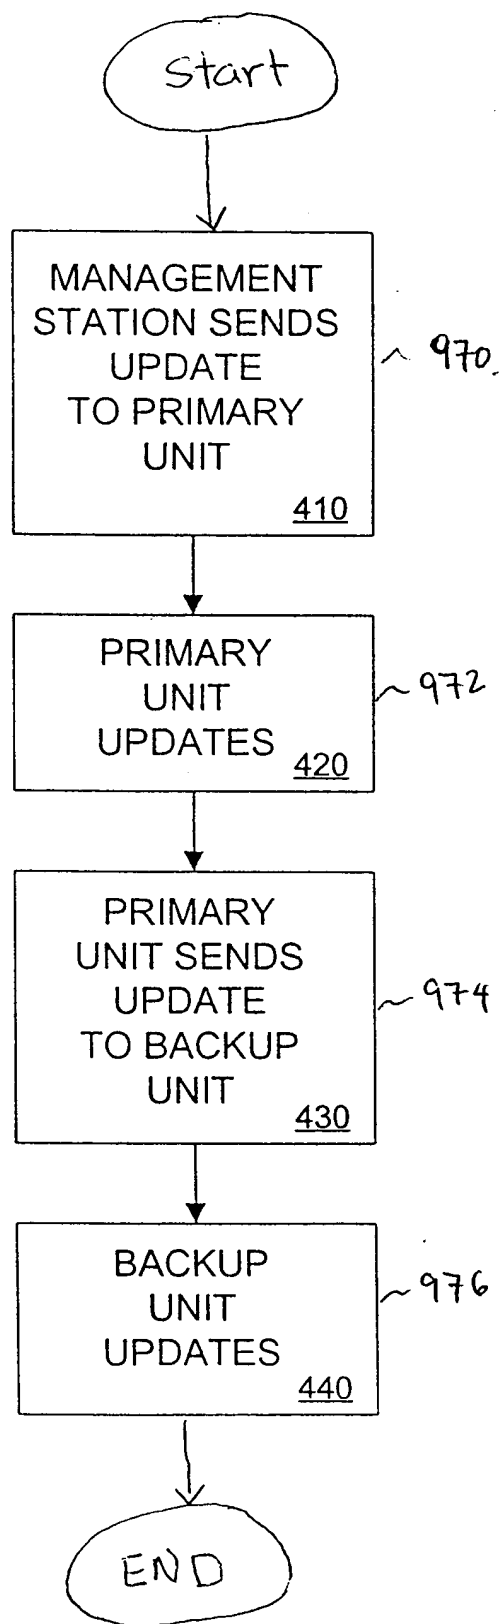 Start
MANAGEMENT
STATION SENDS
UPDATE
TO PRIMARY
UNIT
410
970.
PRIMARY
UNIT
UPDATES
420
972
PRIMARY
UNIT SENDS
UPDATE
TO BACKUP
UNIT
430
974
BACKUP
UNIT
UPDATES
440
976
END